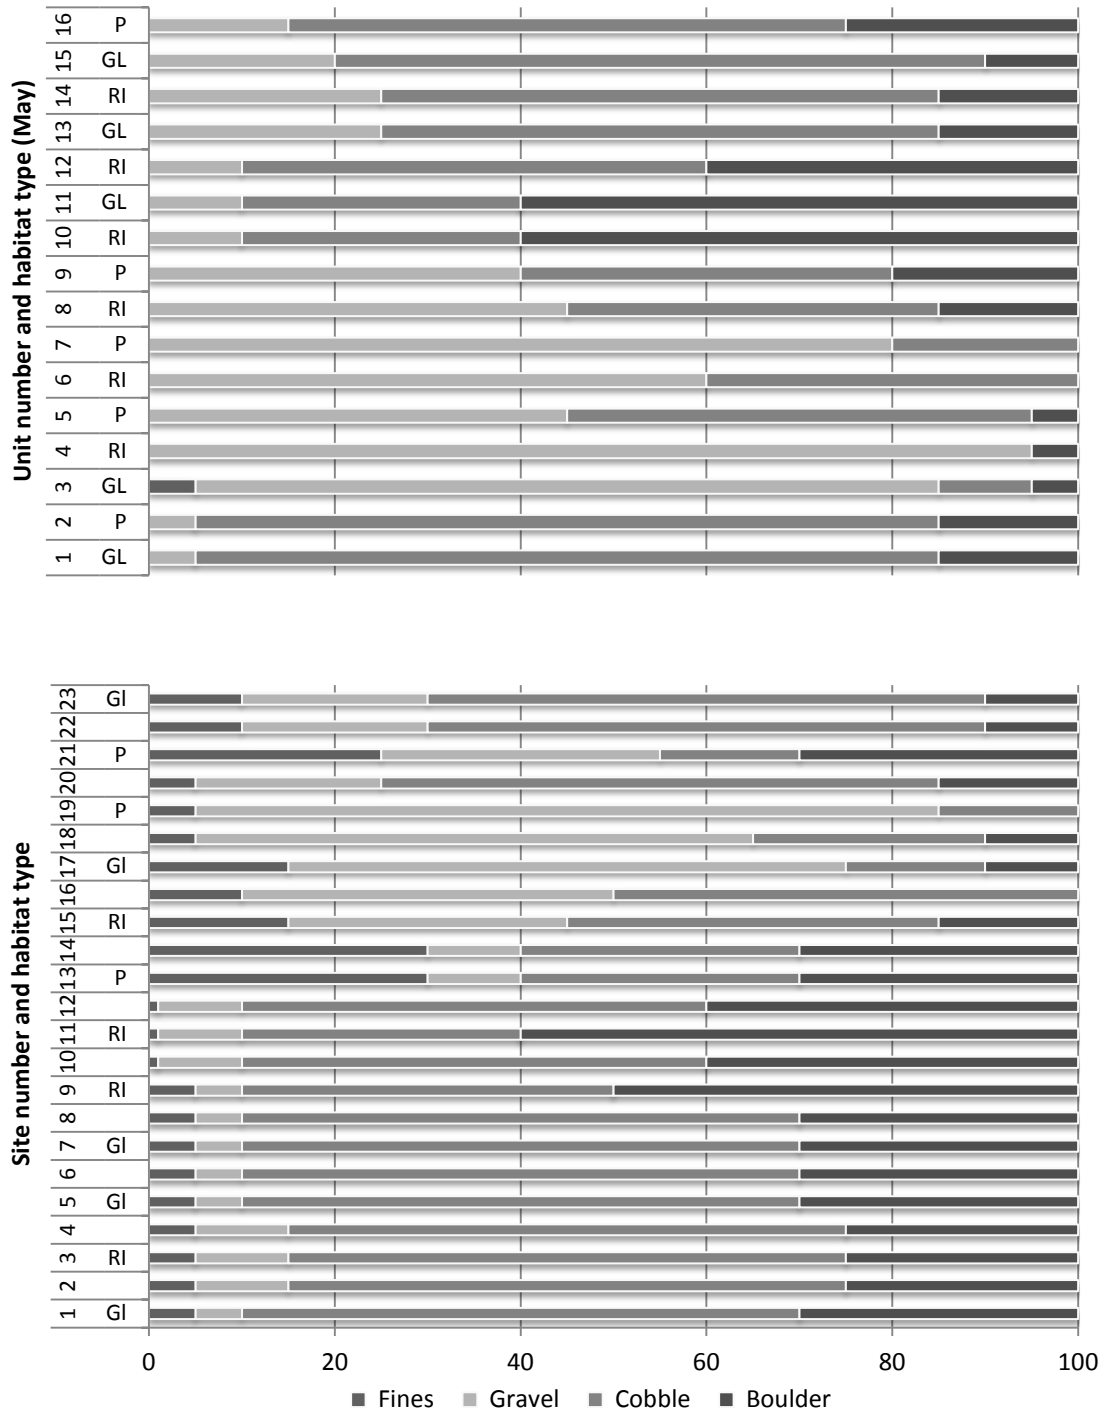 Unit number and habitat type (May)
16 P
15 GL
14 RI
13 GL
12 RI
11 GL
10 RI
9 P
8 RI
7 P
6 RI
5 P
4 RI
3 GL
2 P
1 GL
Site number and habitat type
23 Gl
22
21 P
20
19 P
18
17 Gl
16
15 RI
14
13 P
12
11 RI
10
9 RI
8
7 Gl
6
5 Gl
4
3 RI
2
1 Gl
0 20 40 60 80 100
Fines Gravel Cobble Boulder